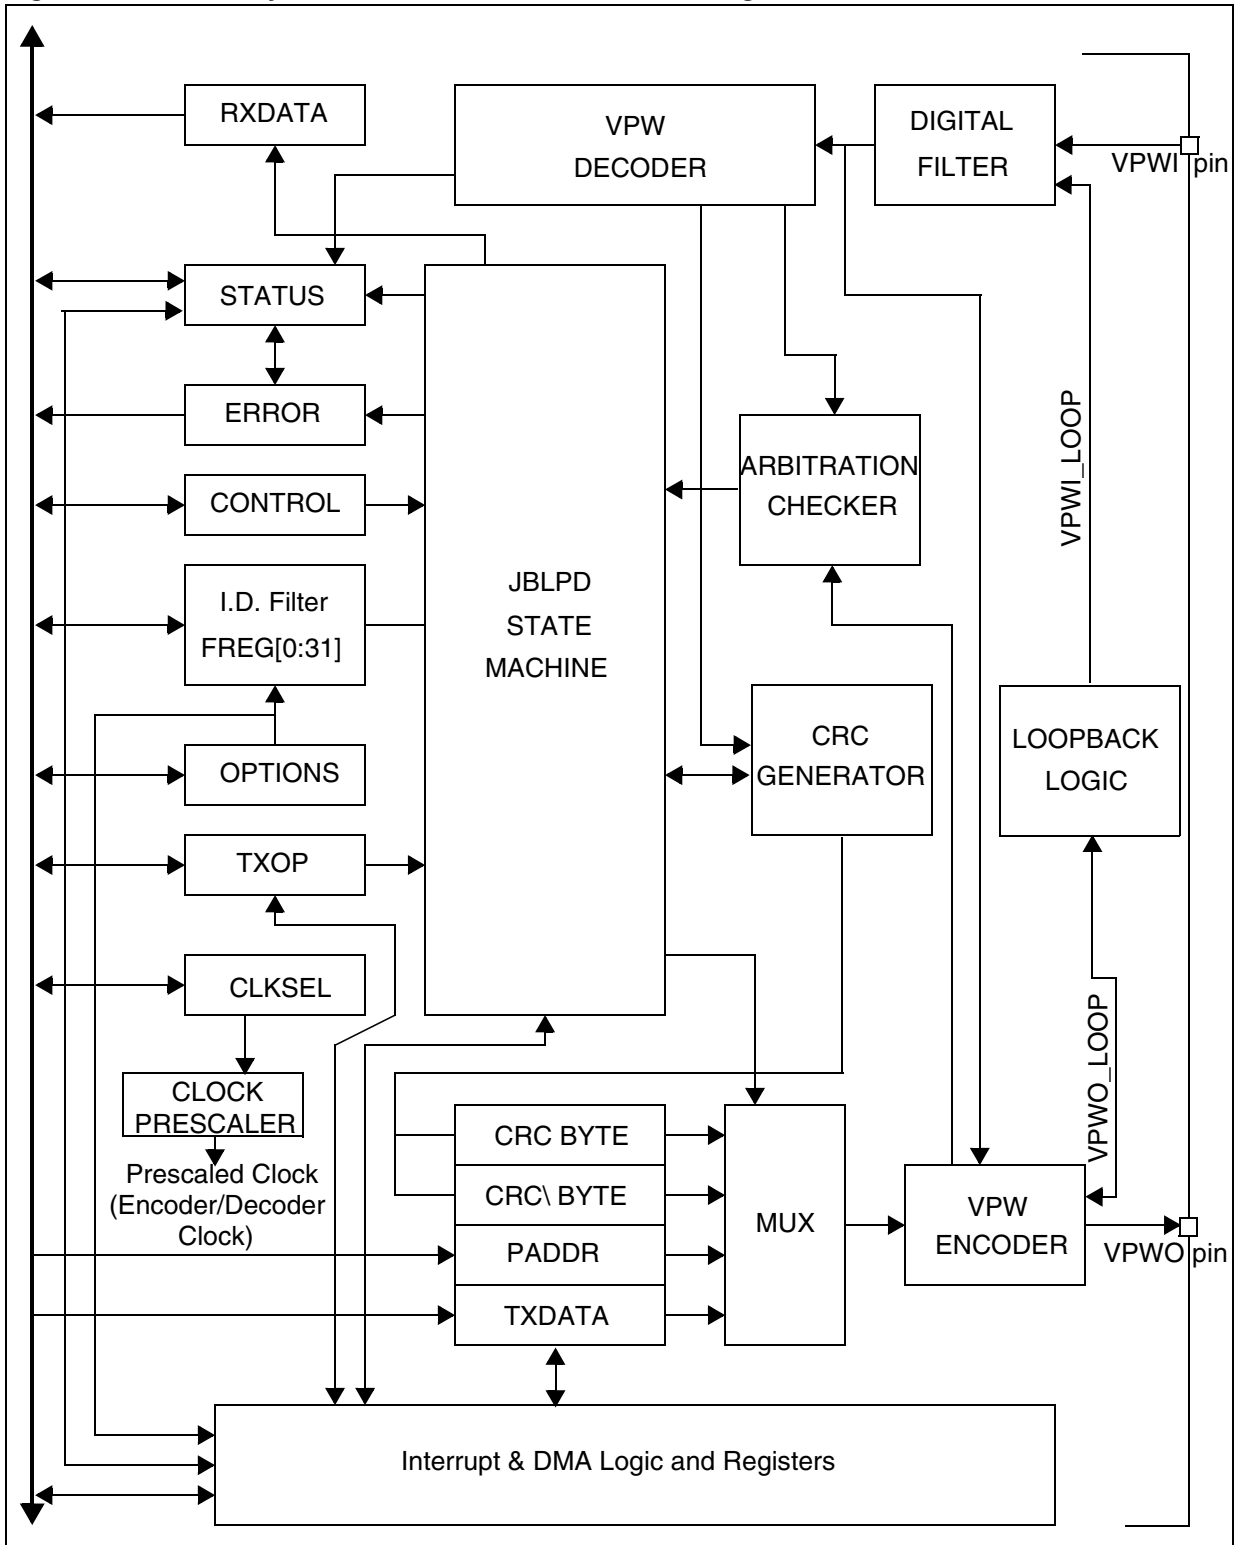 RXDATA
VPW
DECODER
DIGITAL
FILTER
VPWI pin
STATUS
ERROR
CONTROL
I.D. Filter
FREG[0:31]
OPTIONS
TXOP
CLKSEL
CLOCK
PRESCALER
Prescaled Clock
(Encoder/Decoder
Clock)
JBLPD
STATE
MACHINE
ARBITRATION
CHECKER
VPWI_LOOP
CRC
GENERATOR
LOOPBACK
LOGIC
VPWO_LOOP
CRC BYTE
CRC\ BYTE
PADDR
TXDATA
MUX
VPW
ENCODER
VPWO pin
Interrupt & DMA Logic and Registers